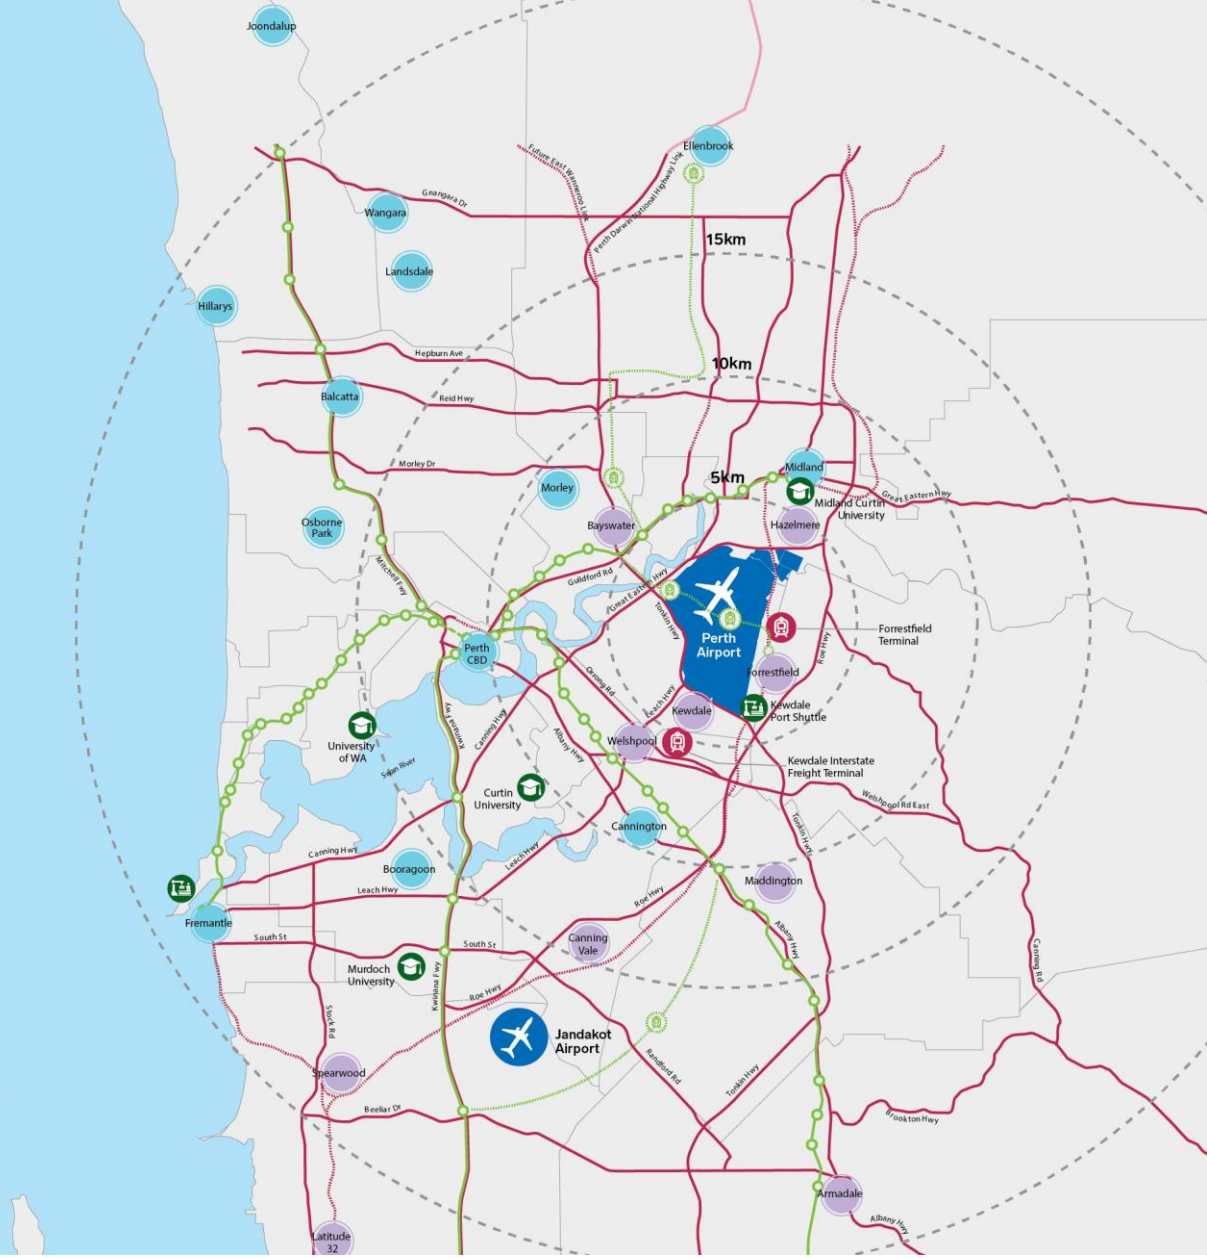 Joondalup
Ellenbrook
Future East Wanneroo Link
Perth Darwin National Highway Link
Gnangara Dr
Wangara
15km
Landsdale
Hillarys
Hepburn Ave
10km
Balcatta
Reid Hwy
Morley Dr
Midland
5km
Morley
Great Eastern Hwy
Midland Curtin
University
Osborne
Park
Bayswater
Hazelmere
Mitchell Fwy
Guildford Rd
Great Eastern Hwy
Tonkin Hwy
Perth
Airport
Forrestfield
Terminal
Roe Hwy
Perth
CBD
Forrestfield
Orrong Rd
Leach Hwy
Kewdale
Kewdale
Port Shuttle
Kwinana Fwy
Canning Hwy
Albany Hwy
Welshpool
University
of WA
Swan River
Kewdale Interstate
Freight Terminal
Curtin
University
Welshpool Rd East
Cannington
Tonkin Hwy
Canning Hwy
Leach Hwy
Booragoon
Maddington
Leach Hwy
Roe Hwy
Fremantle
South St
South St
Canning
Vale
Albany Hwy
Canning Rd
Murdoch
University
Kwinana Fwy
Roe Hwy
Stock Rd
Jandakot
Airport
Spearwood
Randford Rd
Tonkin Hwy
Beeliar Dr
Brookton Hwy
Armadale
Albany Hwy
Latitude
32